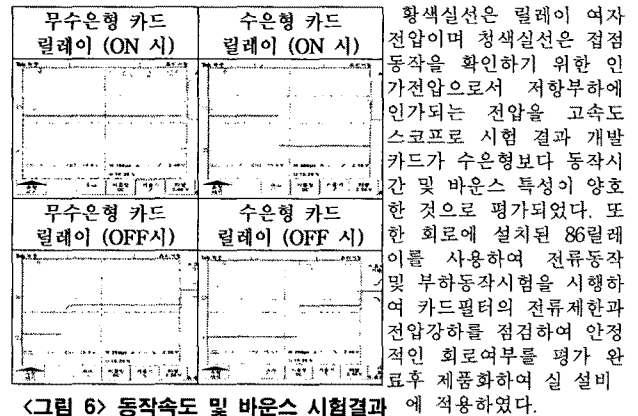 무수은형 카드
릴레이 (ON 시)
수은형 카드
릴레이 (ON 시)
무수은형 카드
릴레이 (OFF시)
수은형 카드
릴레이 (OFF 시)
<그림 6> 동작속도 및 바운스 시험결과
황색실선은 릴레이 여자
전압이며 청색실선은 접점
동작을 확인하기 위한 인
가전압으로서 저항부하에
인가되는 전압을 고속도
스코프로 시험 결과 개발
카드가 수은형보다 동작시
간 및 바운스 특성이 양호
한 것으로 평가되었다. 또
한 회로에 설치된 86릴레
이를 사용하여 전류동작
및 부하동작시험을 시행하
여 카드필터의 전류제한과
전압강하를 점검하여 안정
적인 회로여부를 평가 완
료후 제품화하여 실 설비
에 적용하였다.